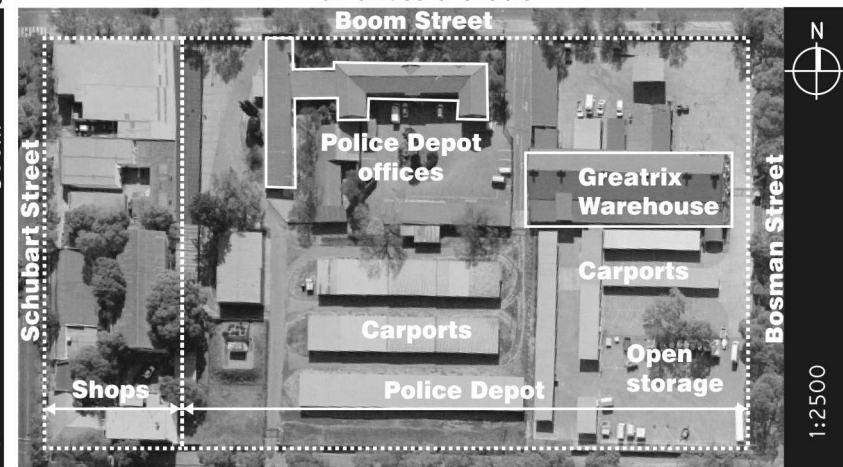 Boom Street
N
Schubart Street
Police Depot
offices
Greatrix
Warehouse
Bosman Street
Carports
Carports
Open
storage
Shops
Police Depot
1:2500